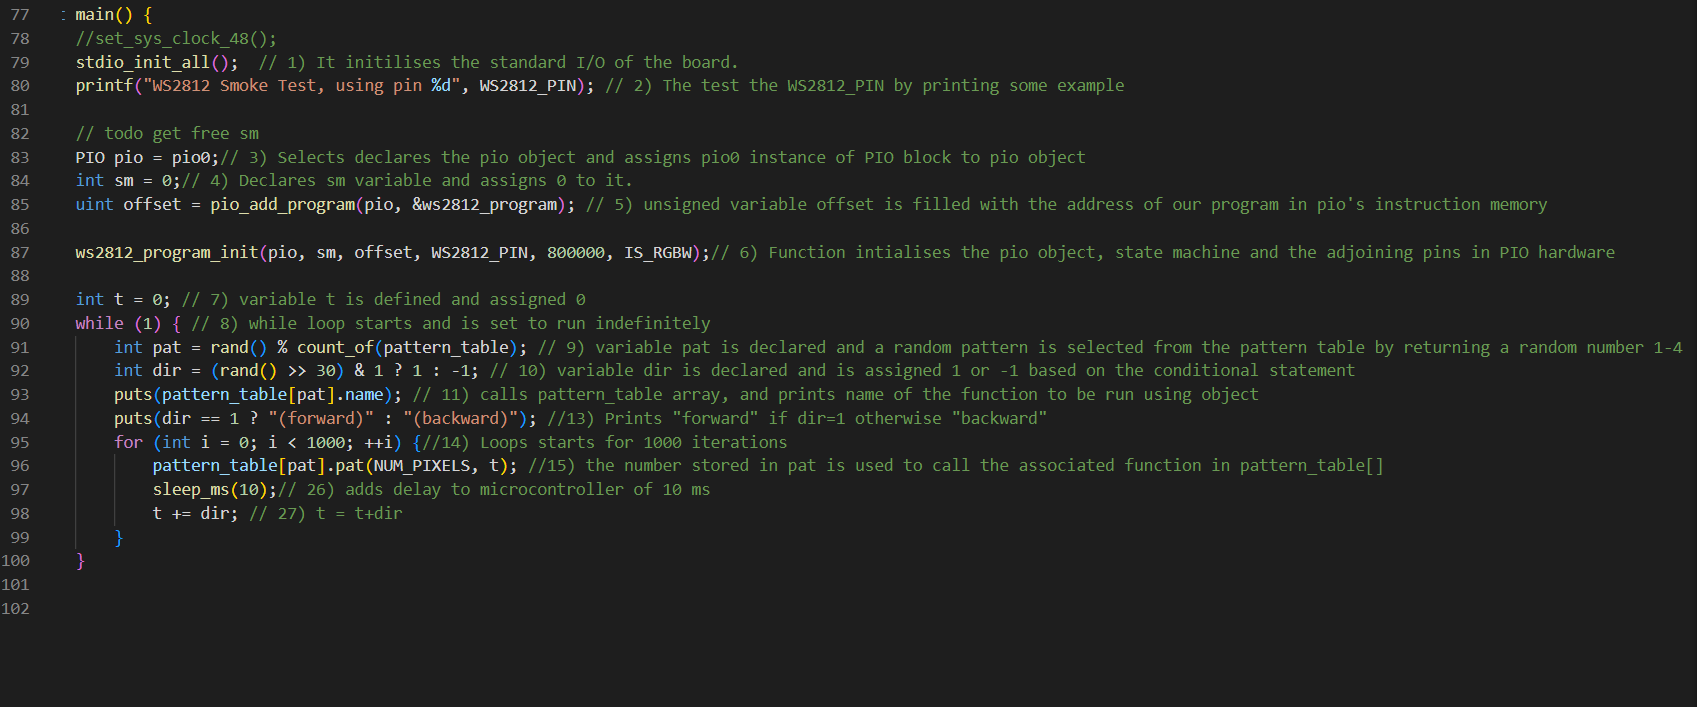 77 : main() {
78 //set_sys_clock_48();
79 stdio_init_all();  // 1) It initilises the standard I/O of the board.
80 printf("WS2812 Smoke Test, using pin %d", WS2812_PIN); // 2) The test the WS2812_PIN by printing some example
81
82 // todo get free sm
83 PIO pio = pio0;// 3) Selects declares the pio object and assigns pio0 instance of PIO block to pio object
84 int sm = 0;// 4) Declares sm variable and assigns 0 to it.
85 uint offset = pio_add_program(pio, &ws2812_program); // 5) unsigned variable offset is filled with the address of our program in pio's instruction memory
86
87 ws2812_program_init(pio, sm, offset, WS2812_PIN, 800000, IS_RGBW);// 6) Function intialises the pio object, state machine and the adjoining pins in PIO hardware
88
89 int t = 0; // 7) variable t is defined and assigned 0
90 while (1) { // 8) while loop starts and is set to run indefinitely
91     int pat = rand() % count_of(pattern_table); // 9) variable pat is declared and a random pattern is selected from the pattern table by returning a random number 1-4
92     int dir = (rand() >> 30) & 1 ? 1 : -1; // 10) variable dir is declared and is assigned 1 or -1 based on the conditional statement
93     puts(pattern_table[pat].name); // 11) calls pattern_table array, and prints name of the function to be run using object
94     puts(dir == 1 ? "(forward)" : "(backward)"); //13) Prints "forward" if dir=1 otherwise "backward"
95     for (int i = 0; i < 1000; ++i) {//14) Loops starts for 1000 iterations
96         pattern_table[pat].pat(NUM_PIXELS, t); //15) the number stored in pat is used to call the associated function in pattern_table[]
97         sleep_ms(10);// 26) adds delay to microcontroller of 10 ms
98         t += dir; // 27) t = t+dir
99     }
100 }
101
102